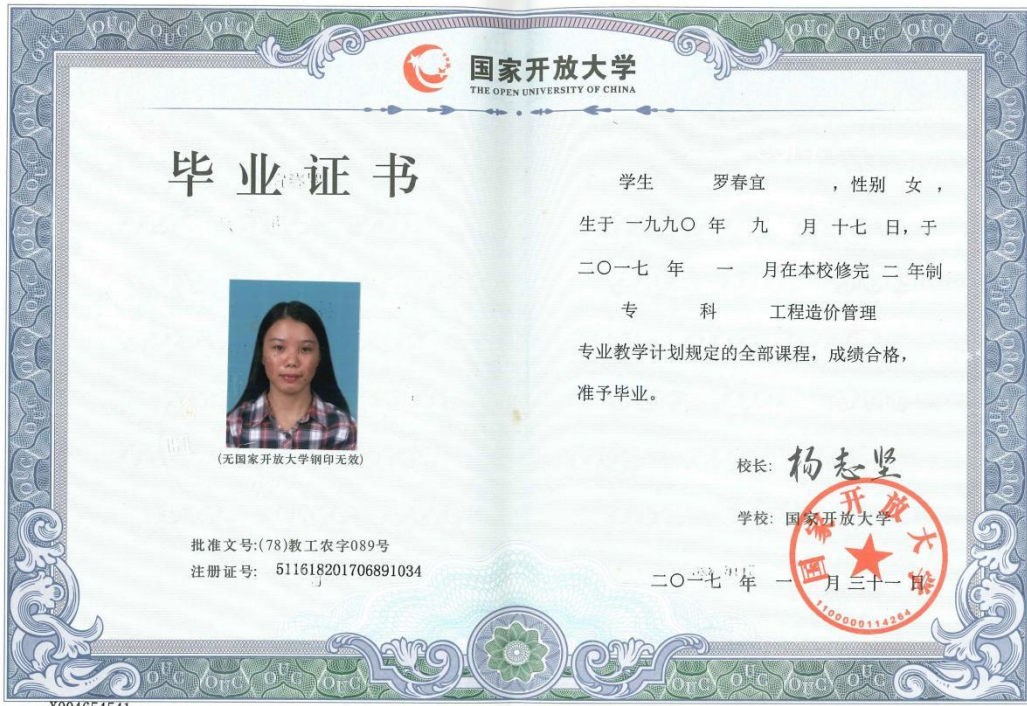 国家开放大学
THE OPEN UNIVERSITY OF CHINA
毕业证书
(无国家开放大学钢印无效)
批准文号:(78)教工农字089号
注册证号: 511618201706891034
学生 罗春宜 ，性别 女 ，
生于 一九九〇 年 九 月 十七 日，于
二〇一七 年 一 月在本校修完 二 年制
专 科 工程造价管理
专业教学计划规定的全部课程，成绩合格，
准予毕业。
校长: 杨志坚
学校: 国家开放大学
二〇一七 年 一 月 三十一 日
国家开放大学
1100000114264